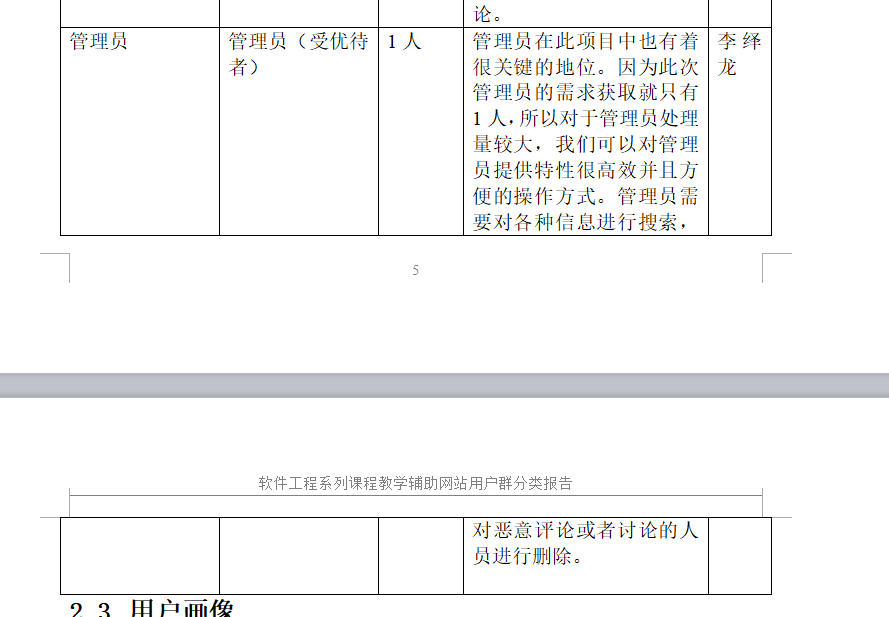 论。
管理员
管理员（受优待
者）
1 人
管理员在此项目中也有着
很关键的地位。因为此次
管理员的需求获取就只有
1 人，所以对于管理员处理
量较大，我们可以对管理
员提供特性很高效并且方
便的操作方式。管理员需
要对各种信息进行搜索，
李 绎
龙
5
软件工程系列课程教学辅助网站用户群分类报告
对恶意评论或者讨论的人
员进行删除。
2.3 用户画像